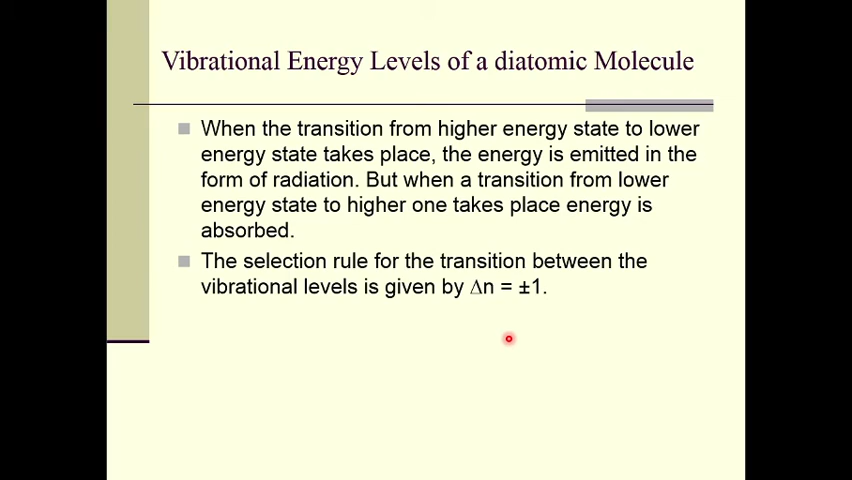 Vibrational Energy Levels of a diatomic Molecule
When the transition from higher energy state to lower
energy state takes place, the energy is emitted in the
form of radiation. But when a transition from lower
energy state to higher one takes place energy is
absorbed.
The selection rule for the transition between the
vibrational levels is given by ∆n = ±1.